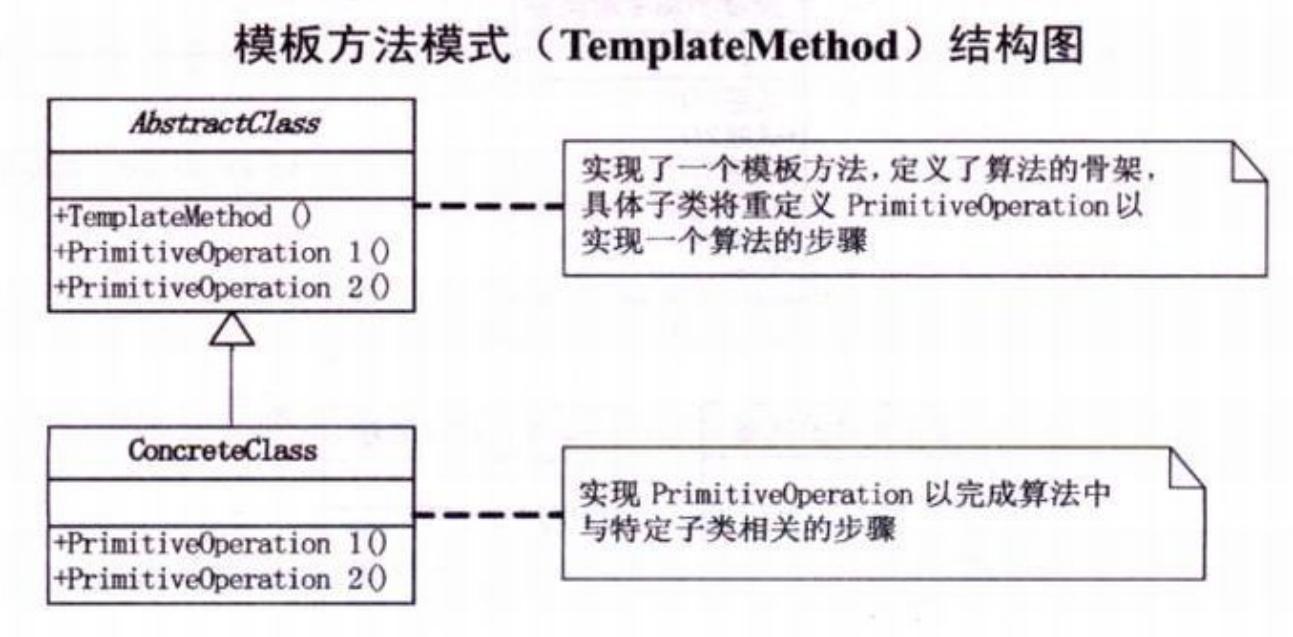 模板方法模式（TemplateMethod）结构图
AbstractClass
+TemplateMethod ()
+PrimitiveOperation 1()
+PrimitiveOperation 2()
实现了一个模板方法，定义了算法的骨架，
具体子类将重定义 PrimitiveOperation 以
实现一个算法的步骤
ConcreteClass
+PrimitiveOperation 1()
+PrimitiveOperation 2()
实现 PrimitiveOperation 以完成算法中
与特定子类相关的步骤